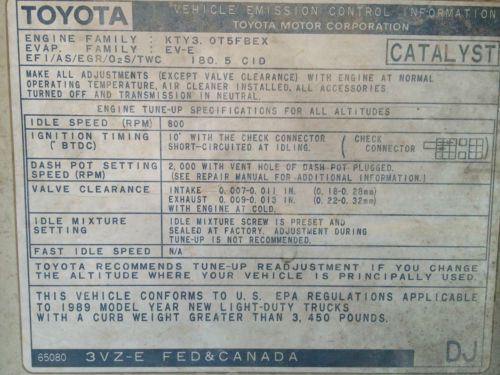 TOYOTA VEHICLE EMISSION CONTROL INFORMATION
TOYOTA MOTOR CORPORATION
ENGINE FAMILY : KTY3.0T5FBEX
EVAP. FAMILY : EV-E
EFI/AS/EGR/O2S/TWC 180.5 CID
CATALYST
MAKE ALL ADJUSTMENTS (EXCEPT VALVE CLEARANCE) WITH ENGINE AT NORMAL
OPERATING TEMPERATURE, AIR CLEANER INSTALLED, ALL ACCESSORIES
TURNED OFF AND TRANSMISSION IN NEUTRAL.
ENGINE TUNE-UP SPECIFICATIONS FOR ALL ALTITUDES
IDLE SPEED (RPM) 800
IGNITION TIMING (°BTDC) 10° WITH THE CHECK CONNECTOR
SHORT-CIRCUITED AT IDLING. (CHECK CONNECTOR)
DASH POT SETTING SPEED (RPM) 2,000 WITH VENT HOLE OF DASH POT PLUGGED.
(SEE REPAIR MANUAL FOR ADDITIONAL INFORMATION.)
VALVE CLEARANCE INTAKE 0.007-0.011 IN. (0.18-0.28mm)
EXHAUST 0.009-0.013 IN. (0.22-0.32mm)
WITH ENGINE AT COLD.
IDLE MIXTURE SETTING IDLE MIXTURE SCREW IS PRESET AND
SEALED AT FACTORY. ADJUSTMENT DURING
TUNE-UP IS NOT RECOMMENDED.
FAST IDLE SPEED N/A
TOYOTA RECOMMENDS TUNE-UP READJUSTMENT IF YOU CHANGE
THE ALTITUDE WHERE YOUR VEHICLE IS PRINCIPALLY USED.
THIS VEHICLE CONFORMS TO U.S. EPA REGULATIONS APPLICABLE
TO 1989 MODEL YEAR NEW LIGHT-DUTY TRUCKS
WITH A CURB WEIGHT GREATER THAN 3,450 POUNDS.
65080 3VZ-E FED&CANADA DJ